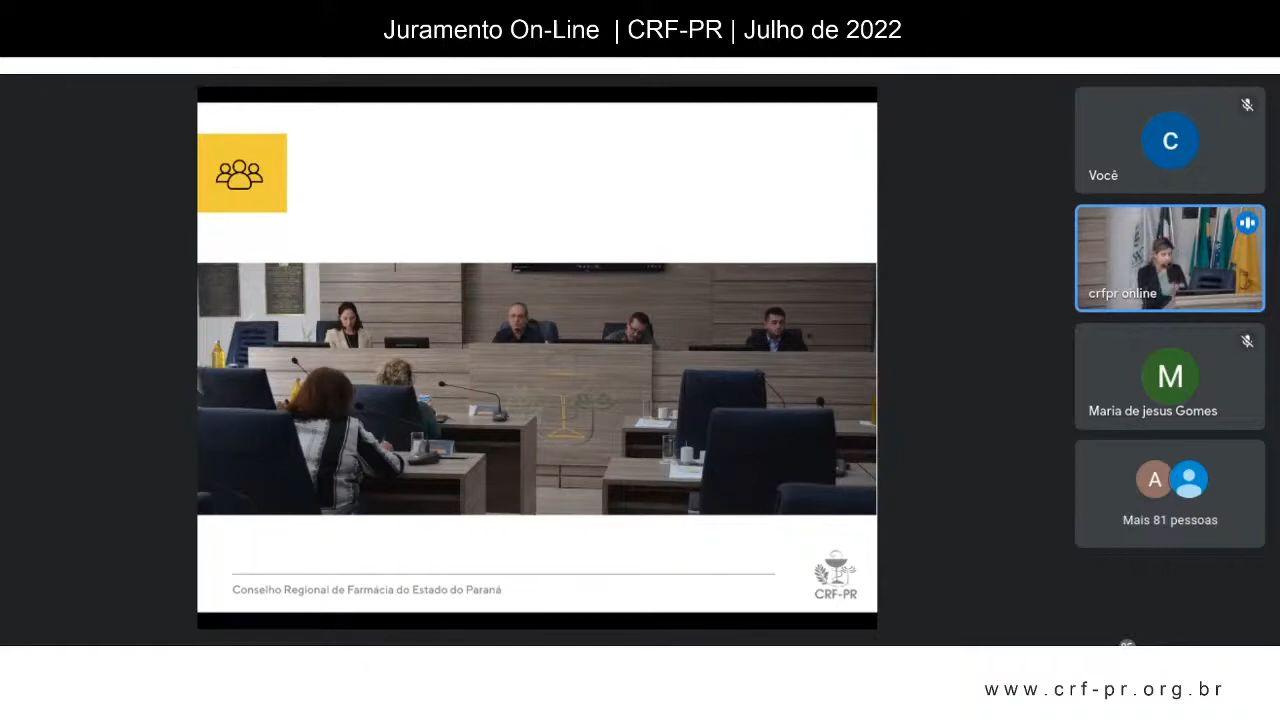 Juramento On-Line | CRF-PR | Julho de 2022
C
Você
crfpr online
M
Maria de jesus Gomes
A
Mais 81 pessoas
Conselho Regional de Farmácia do Estado do Paraná
CRF-PR
www.crf-pr.org.br